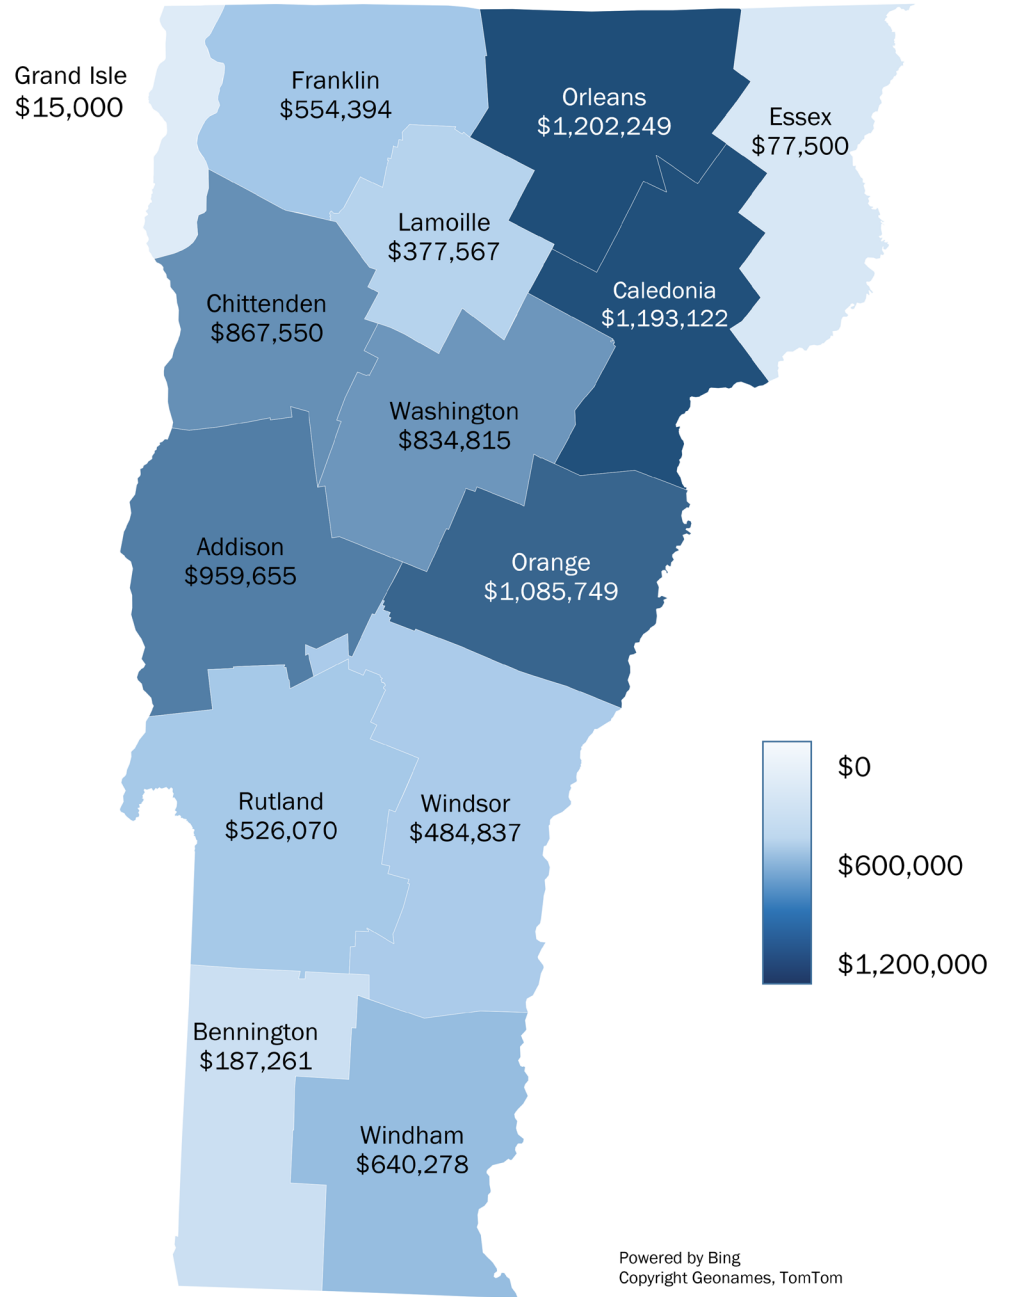 Grand Isle
$15,000
Franklin
$554,394
Orleans
$1,202,249
Essex
$77,500
Lamoille
$377,567
Caledonia
$1,193,122
Chittenden
$867,550
Washington
$834,815
Addison
$959,655
Orange
$1,085,749
Rutland
$526,070
Windsor
$484,837
$0
$600,000
$1,200,000
Bennington
$187,261
Windham
$640,278
Powered by Bing
Copyright Geonames, TomTom